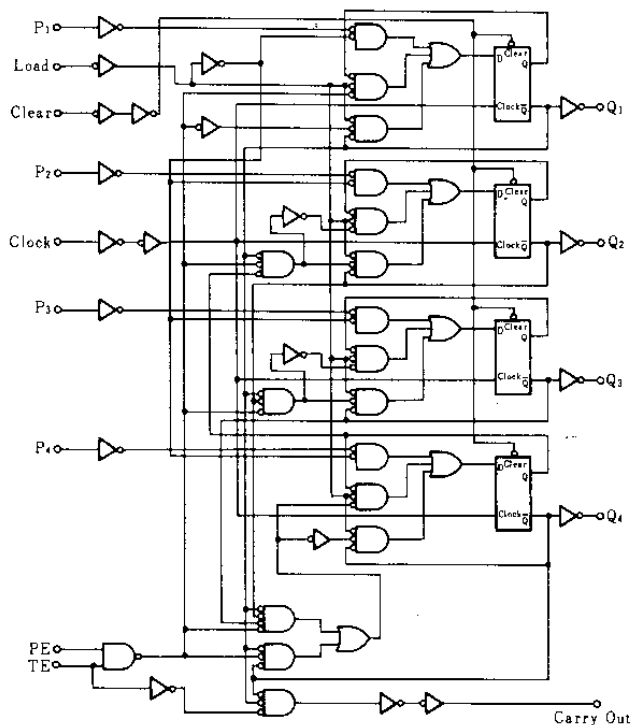 P1
Load
Clear
P2
Clock
P3
P4
PE
TE
D Clear
Q
Clock Q̅
Q1
D Clear
Q
Clock Q̅
Q2
D Clear
Q
Clock Q̅
Q3
D Clear
Q
Clock Q̅
Q4
Carry Out